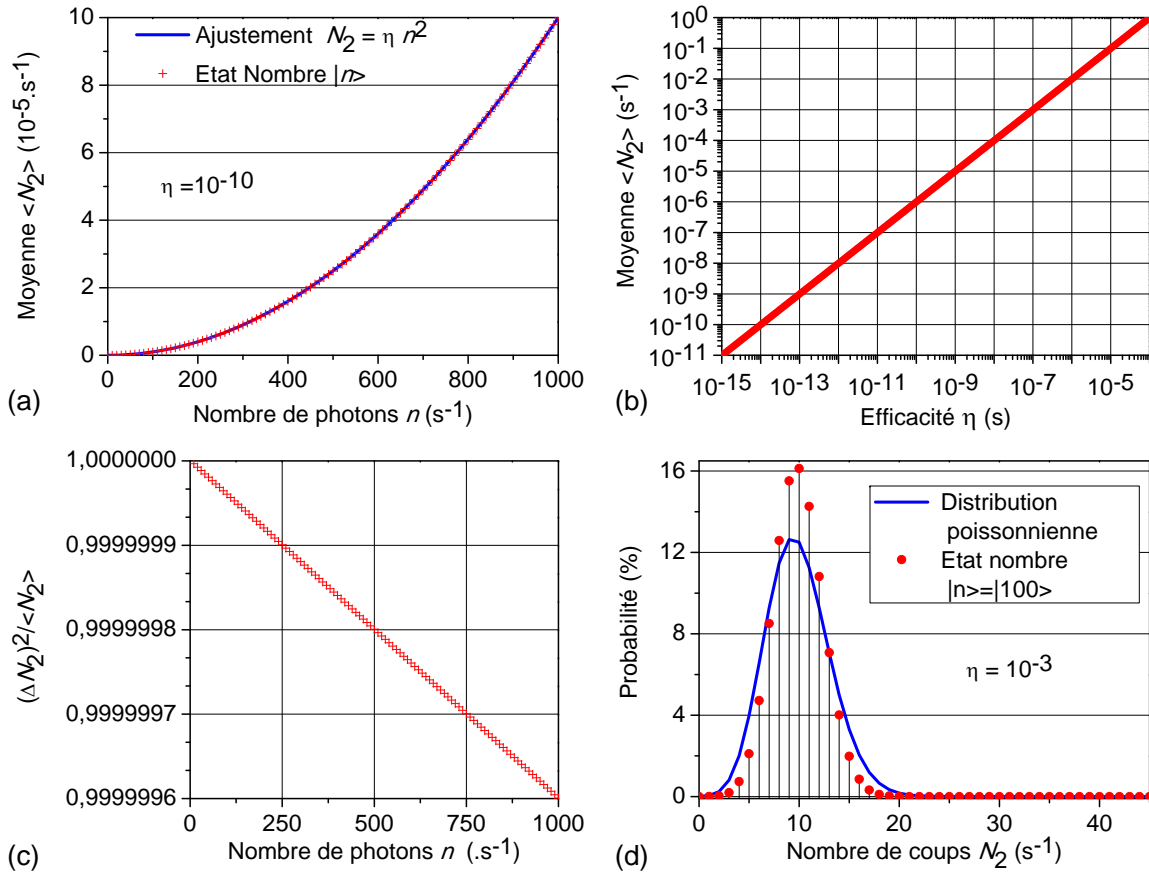 10
8
6
4
2
0
Moyenne <N2> (10-5.s-1)
Ajustement N2 = η n2
Etat Nombre |n>
η =10-10
0 200 400 600 800 1000
Nombre de photons n (s-1)
(a)
100
10-1
10-2
10-3
10-4
10-5
10-6
10-7
10-8
10-9
10-10
10-11
Moyenne <N2> (s-1)
10-15 10-13 10-11 10-9 10-7 10-5
Efficacité η (s)
(b)
1,0000000
0,9999999
0,9999998
0,9999997
0,9999996
(ΔN2)2/<N2>
0 250 500 750 1000
Nombre de photons n (.s-1)
(c)
16
12
8
4
0
Probabilité (%)
Distribution
poissonnienne
Etat nombre
|n>=|100>
η = 10-3
0 10 20 30 40
Nombre de coups N2 (s-1)
(d)